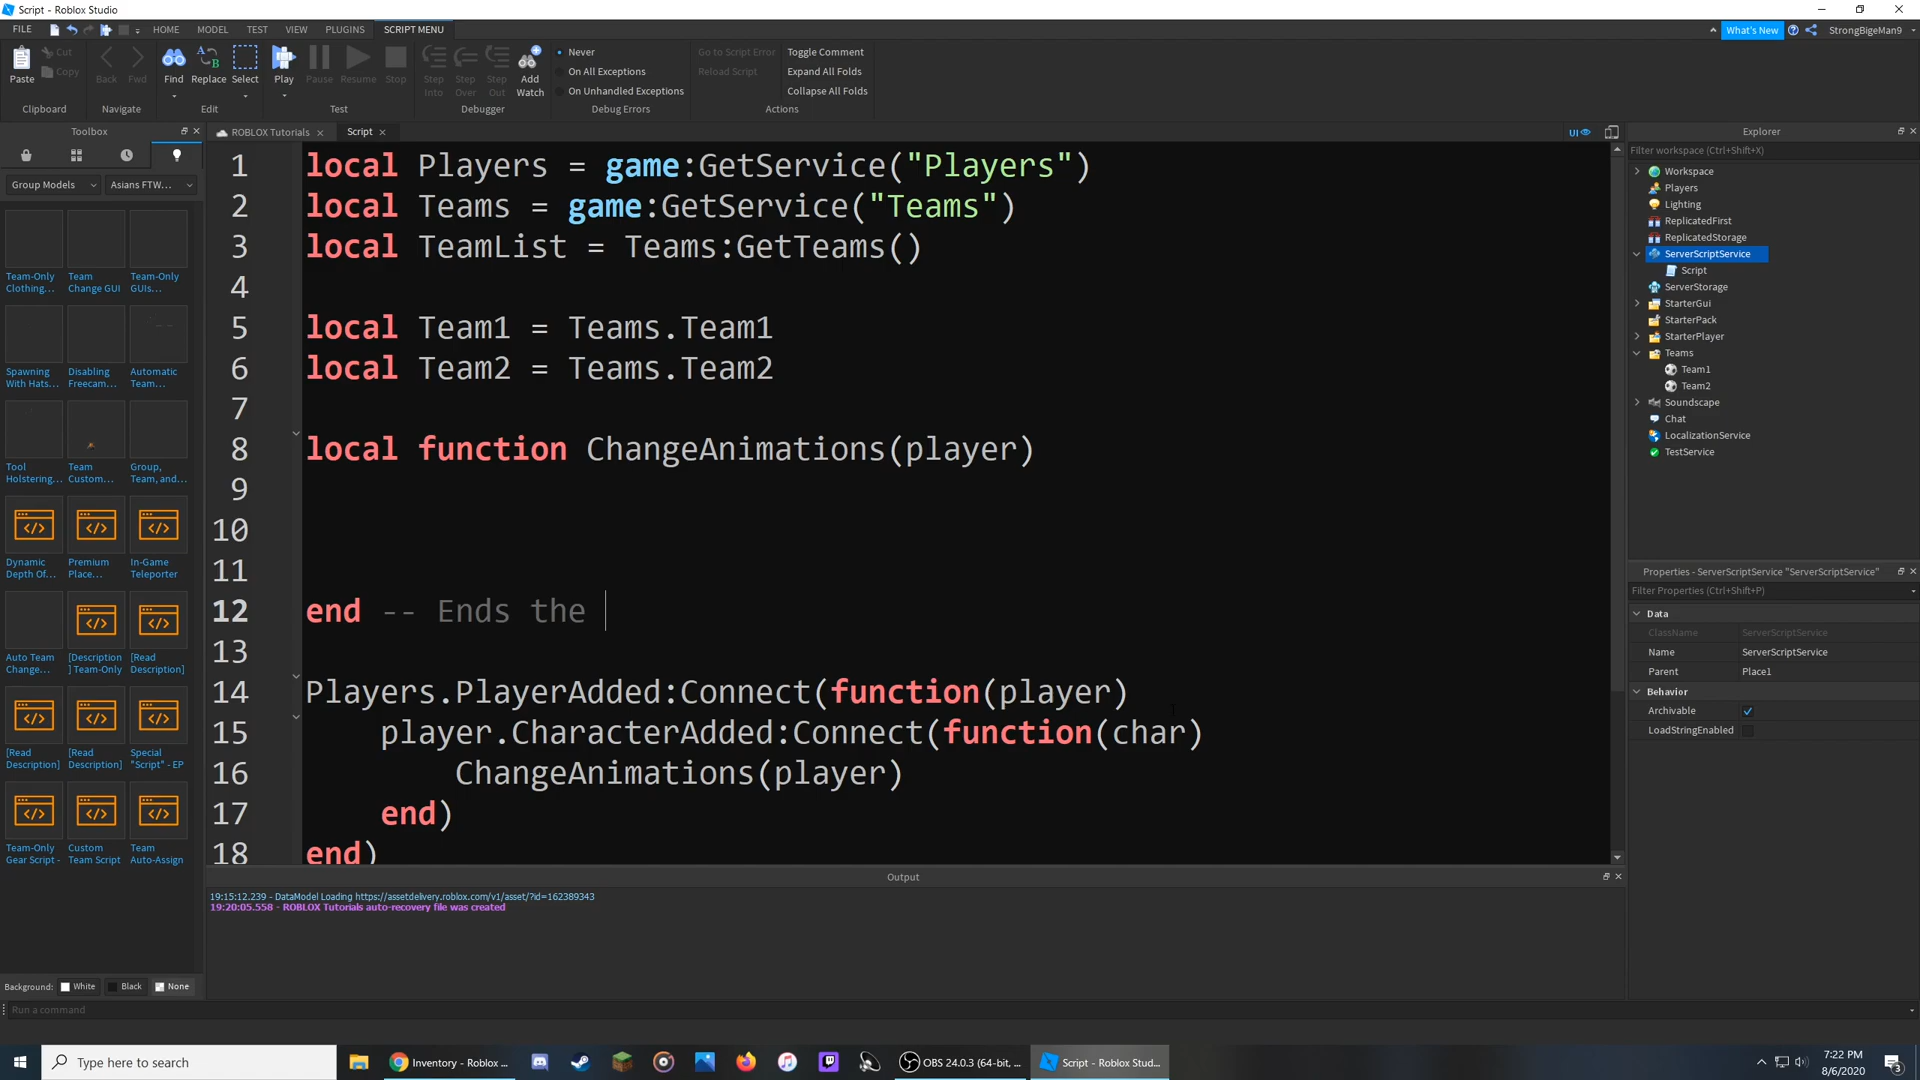 Script - Roblox Studio
FILE HOME MODEL TEST VIEW PLUGINS SCRIPT MENU What's New StrongBigeMan9
Paste Cut Copy Back Fwd Find Replace Select Play Pause Resume Stop Step Into Step Over Step Out Add Watch
Never
On All Exceptions
On Unhandled Exceptions
Go to Script Error
Reload Script
Toggle Comment
Expand All Folds
Collapse All Folds
Clipboard Navigate Edit Test Debugger Debug Errors Actions
Toolbox
Group Models Asians FTW...
Team-Only Clothing...
Team Change GUI
Team-Only GUIs...
Spawning With Hats...
Disabling Freecam...
Automatic Team...
Tool Holstering...
Team Custom...
Group, Team, and...
Dynamic Depth Of...
Premium Place...
In-Game Teleporter
Auto Team Change...
[Description] Team-Only
[Read Description]
[Read Description]
[Read Description]
Special "Script" - EP
Team-Only Gear Script -
Custom Team Script
Team Auto-Assign
Background: White Black None
ROBLOX Tutorials Script UI
1 local Players = game:GetService("Players")
2 local Teams = game:GetService("Teams")
3 local TeamList = Teams:GetTeams()
4
5 local Team1 = Teams.Team1
6 local Team2 = Teams.Team2
7
8 local function ChangeAnimations(player)
9
10
11
12 end -- Ends the
13
14 Players.PlayerAdded:Connect(function(player)
15 player.CharacterAdded:Connect(function(char)
16 ChangeAnimations(player)
17 end)
18 end)
Output
19:15:12.239 - DataModel Loading https://assetdelivery.roblox.com/v1/asset/?id=162389343
19:20:05.558 - ROBLOX Tutorials auto-recovery file was created
Run a command
Explorer
Filter workspace (Ctrl+Shift+X)
Workspace
Players
Lighting
ReplicatedFirst
ReplicatedStorage
ServerScriptService
Script
ServerStorage
StarterGui
StarterPack
StarterPlayer
Teams
Team1
Team2
Soundscape
Chat
LocalizationService
TestService
Properties - ServerScriptService "ServerScriptService"
Filter Properties (Ctrl+Shift+P)
Data
ClassName ServerScriptService
Name ServerScriptService
Parent Place1
Behavior
Archivable
LoadStringEnabled
Type here to search
Inventory - Roblox ...
OBS 24.0.3 (64-bit, ...
Script - Roblox Stud...
7:22 PM
8/6/2020
3